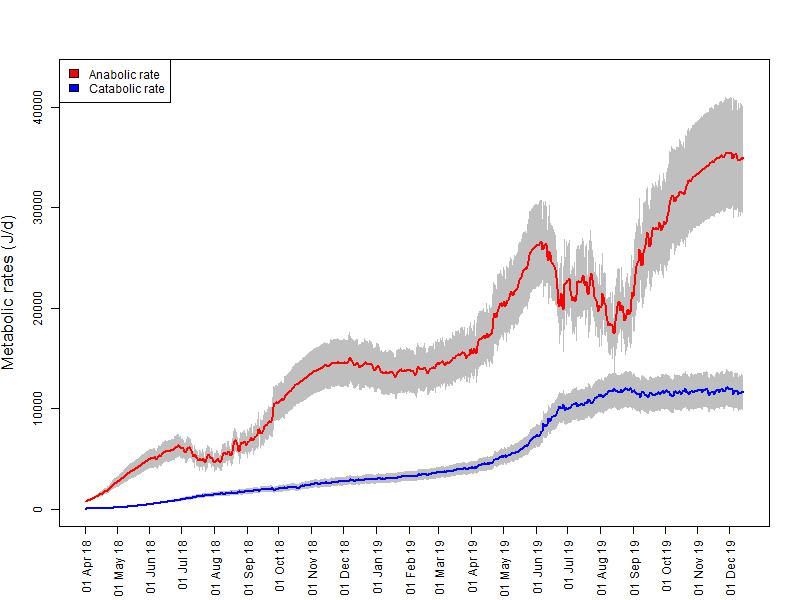 Anabolic rate
Catabolic rate
Metabolic rates (J/d)
40000
30000
20000
10000
0
01 Apr 18
01 May 18
01 Jun 18
01 Jul 18
01 Aug 18
01 Sep 18
01 Oct 18
01 Nov 18
01 Dec 18
01 Jan 19
01 Feb 19
01 Mar 19
01 Apr 19
01 May 19
01 Jun 19
01 Jul 19
01 Aug 19
01 Sep 19
01 Oct 19
01 Nov 19
01 Dec 19